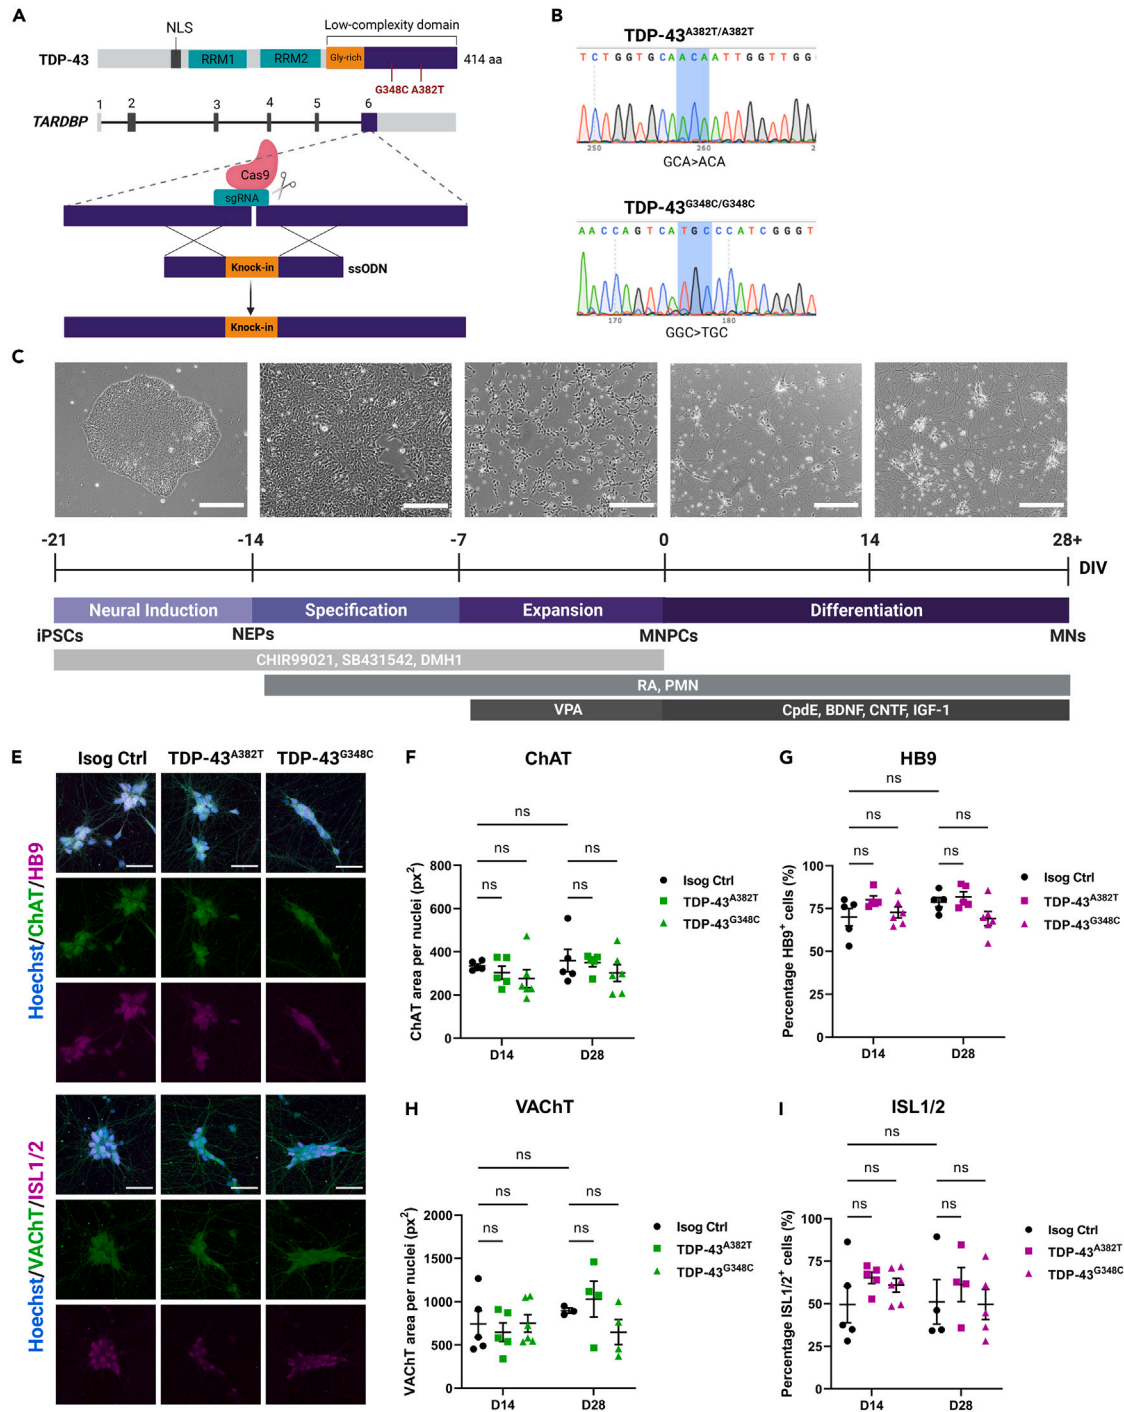 A
NLS
Low-complexity domain
TDP-43
RRM1
RRM2
Gly-rich
414 aa
G348C A382T
1
2
3
4
5
6
TARDBP
Cas9
sgRNA
Knock-in
ssODN
Knock-in
B
TDP-43A382T/A382T
T C T G G T G C A A C A A T T G G T T G G
250
260
2
GCA>ACA
TDP-43G348C/G348C
A A C C A G T C A T G C C C A T C G G G T
170
180
GGC>TGC
C
-21
-14
-7
0
14
28+
DIV
Neural Induction
Specification
Expansion
Differentiation
iPSCs
NEPs
MNPCs
MNs
CHIR99021, SB431542, DMH1
RA, PMN
VPA
CpdE, BDNF, CNTF, IGF-1
E
Isog Ctrl
TDP-43A382T
TDP-43G348C
Hoechst/ChAT/HB9
Hoechst/VAChT/ISL1/2
F
ChAT
ns
ns
ns
ns
ns
800
600
400
200
0
ChAT area per nuclei (px2)
D14
D28
Isog Ctrl
TDP-43A382T
TDP-43G348C
G
HB9
ns
ns
ns
ns
ns
100
75
50
25
0
Percentage HB9+ cells (%)
D14
D28
Isog Ctrl
TDP-43A382T
TDP-43G348C
H
VAChT
ns
ns
ns
ns
ns
2000
1500
1000
500
0
VAChT area per nuclei (px2)
D14
D28
Isog Ctrl
TDP-43A382T
TDP-43G348C
I
ISL1/2
ns
ns
ns
ns
ns
100
75
50
25
0
Percentage ISL1/2+ cells (%)
D14
D28
Isog Ctrl
TDP-43A382T
TDP-43G348C